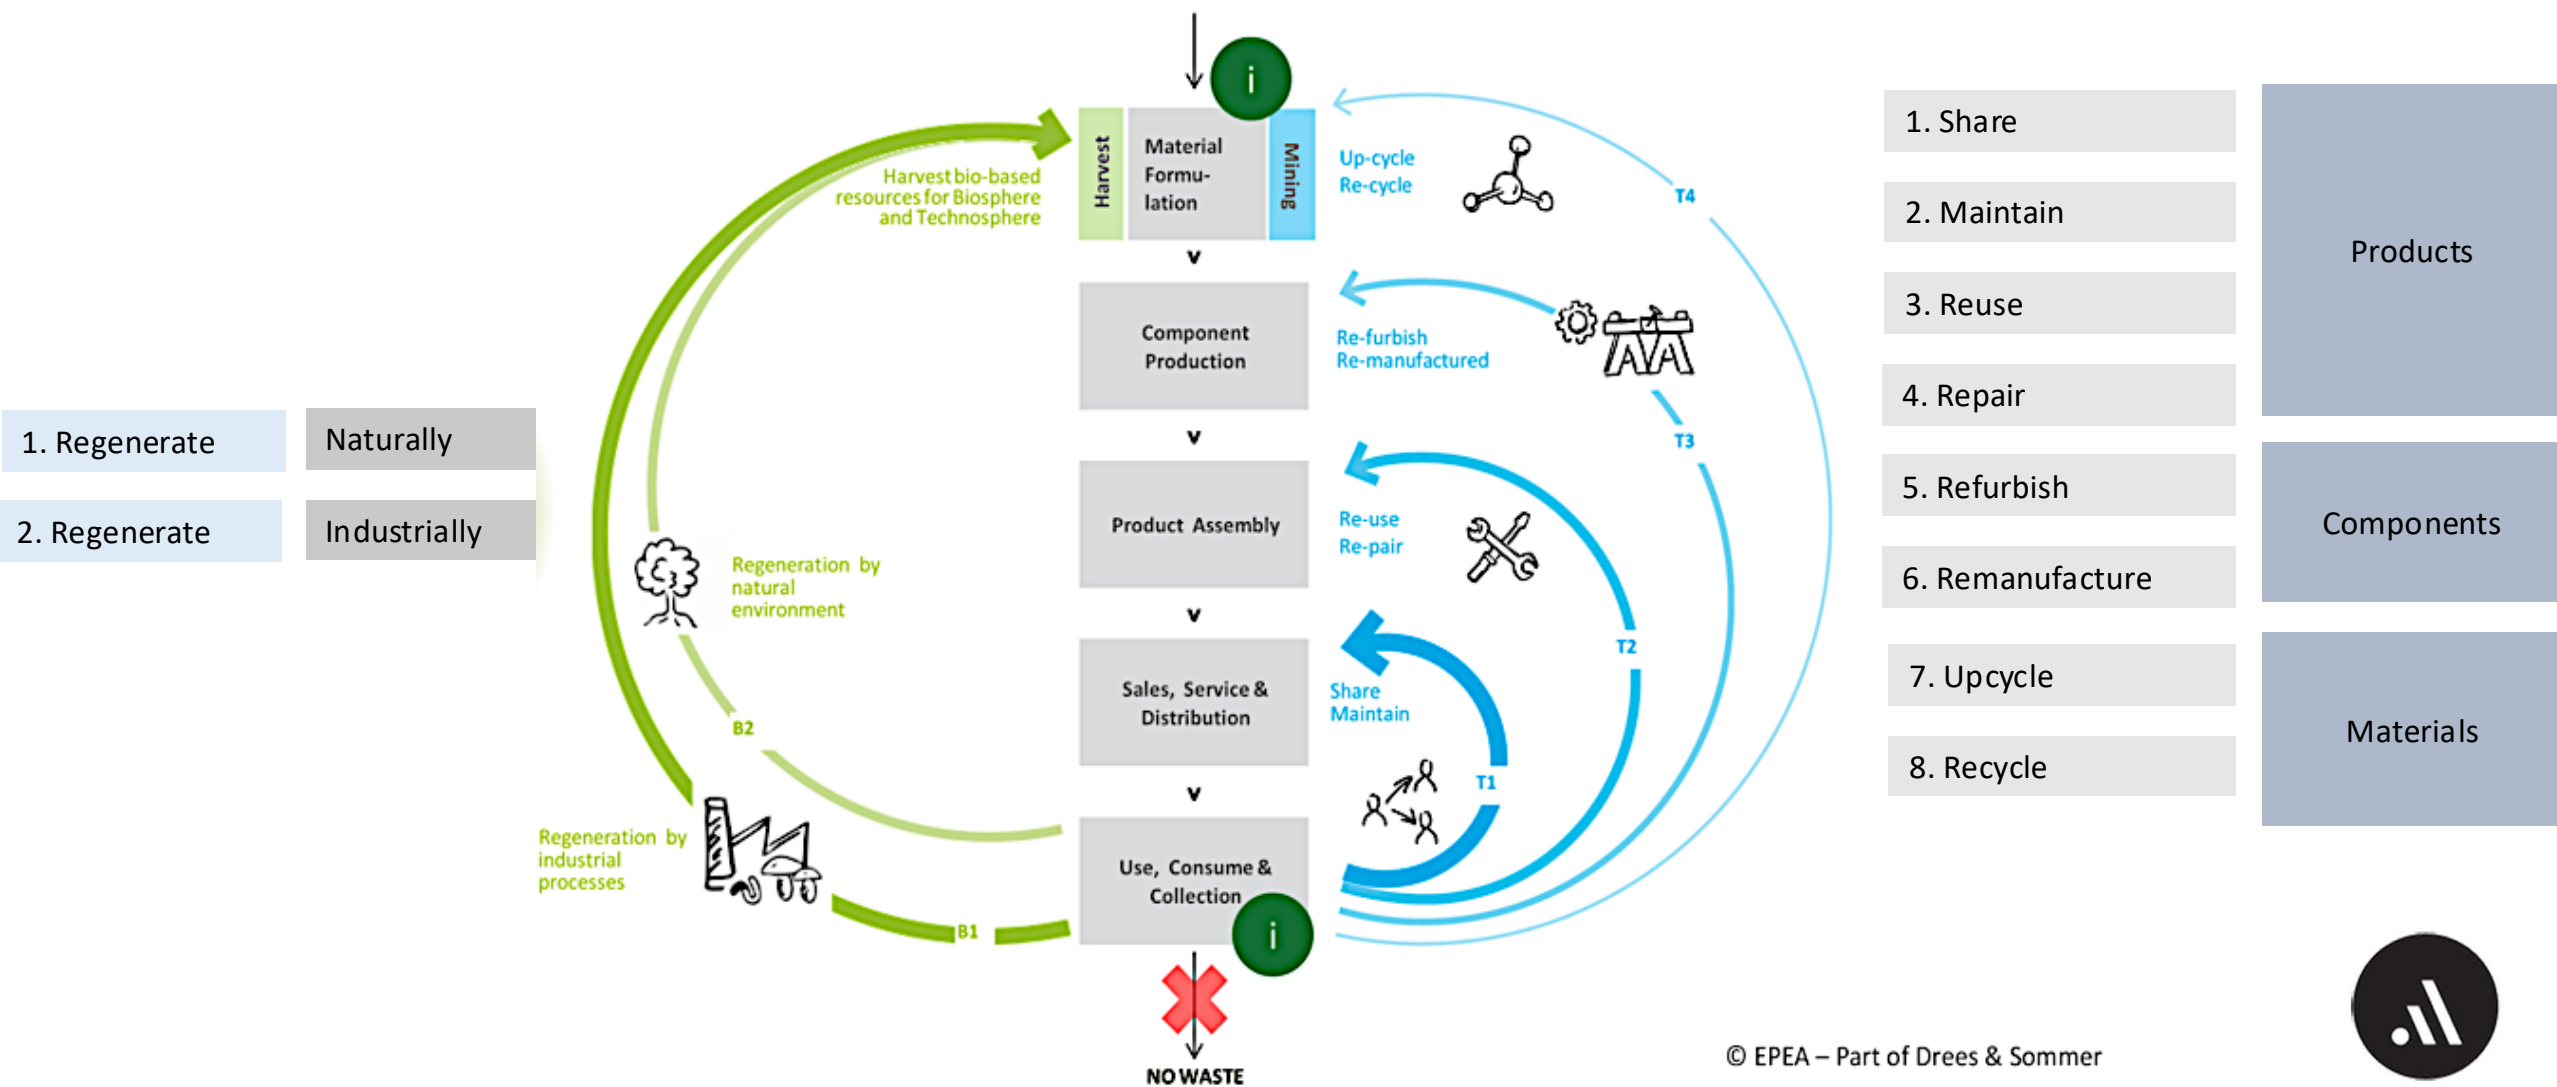 1. Regenerate
Naturally
2. Regenerate
Industrially
Harvest bio-based
resources for Biosphere
and Technosphere
Regeneration by
natural
environment
B2
Regeneration by
industrial
processes
B1
i
Harvest
Material
Formu-
lation
Mining
v
Component
Production
v
Product Assembly
v
Sales, Service &
Distribution
v
Use, Consume &
Collection
i
NO WASTE
Up-cycle
Re-cycle
T4
Re-furbish
Re-manufactured
T3
Re-use
Re-pair
T2
Share
Maintain
T1
1. Share
2. Maintain
3. Reuse
4. Repair
5. Refurbish
6. Remanufacture
7. Upcycle
8. Recycle
Products
Components
Materials
© EPEA – Part of Drees & Sommer